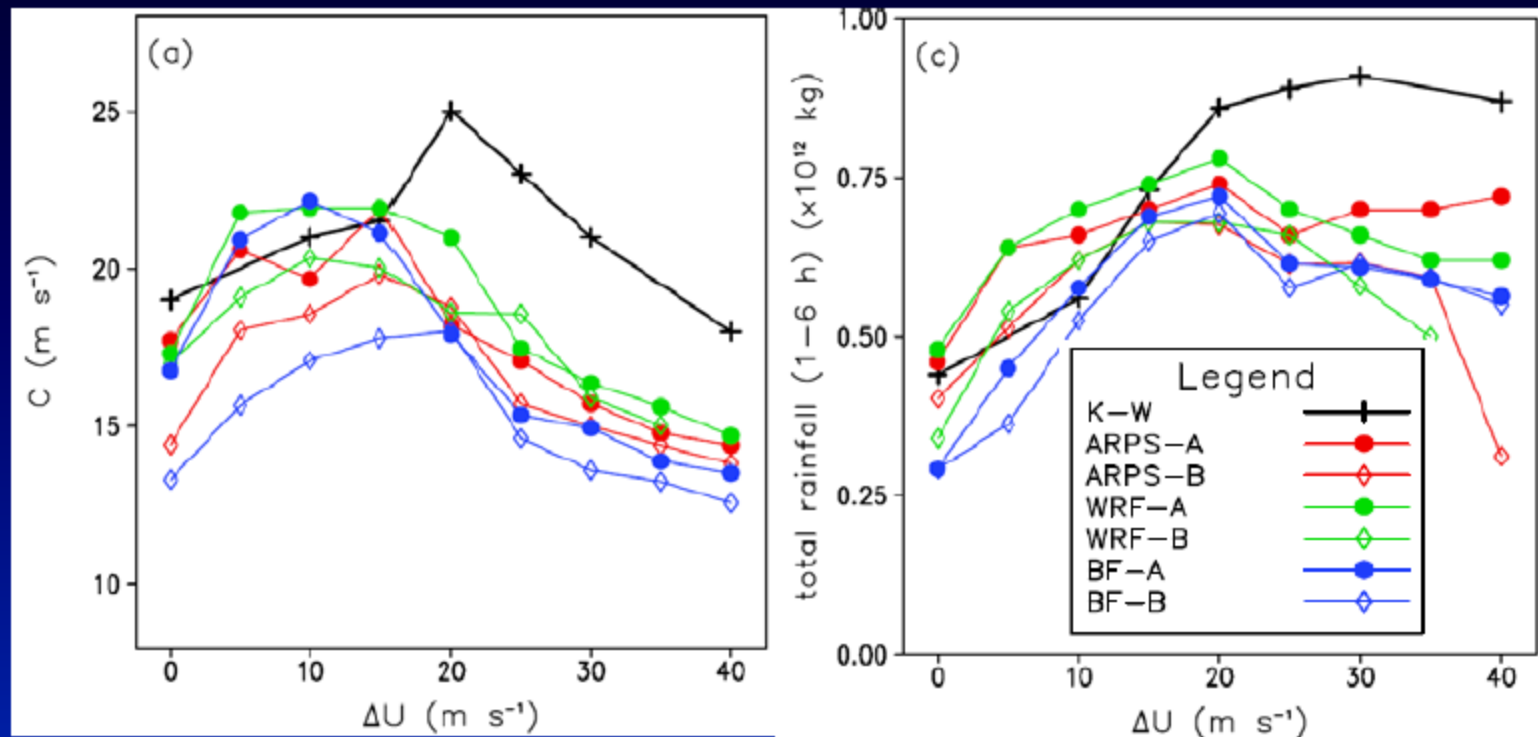 (a)
C (m s⁻¹)
25
20
15
10
0
10
20
30
40
ΔU (m s⁻¹)
(c)
total rainfall (1–6 h) (×10¹² kg)
1.00
0.75
0.50
0.25
0.00
0
10
20
30
40
ΔU (m s⁻¹)
Legend
K–W
ARPS–A
ARPS–B
WRF–A
WRF–B
BF–A
BF–B